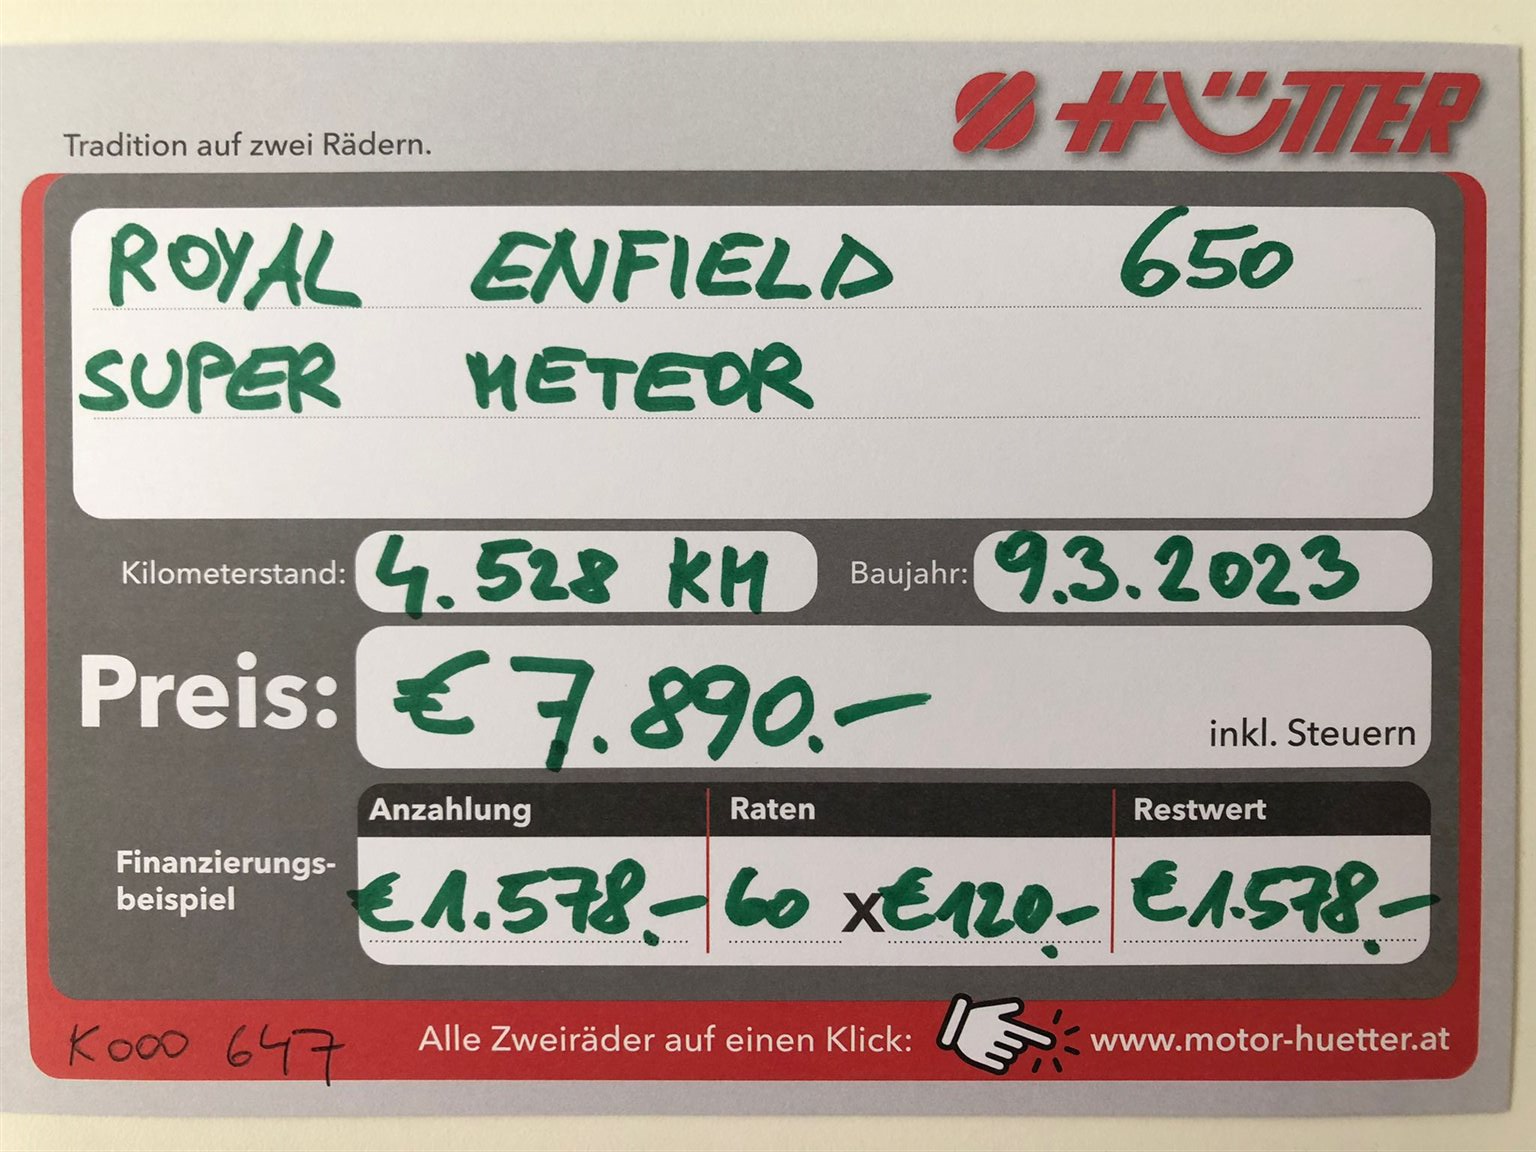 Tradition auf zwei Rädern.
HÜTTER
ROYAL ENFIELD 650
SUPER METEOR
Kilometerstand: 4.528 KM Baujahr: 9.3.2023
Preis: € 7.890.-
inkl. Steuern
Anzahlung Raten Restwert
Finanzierungs-
beispiel
€ 1.578.- 60 x € 120.- € 1.578.-
K000 647 Alle Zweiräder auf einen Klick: www.motor-huetter.at